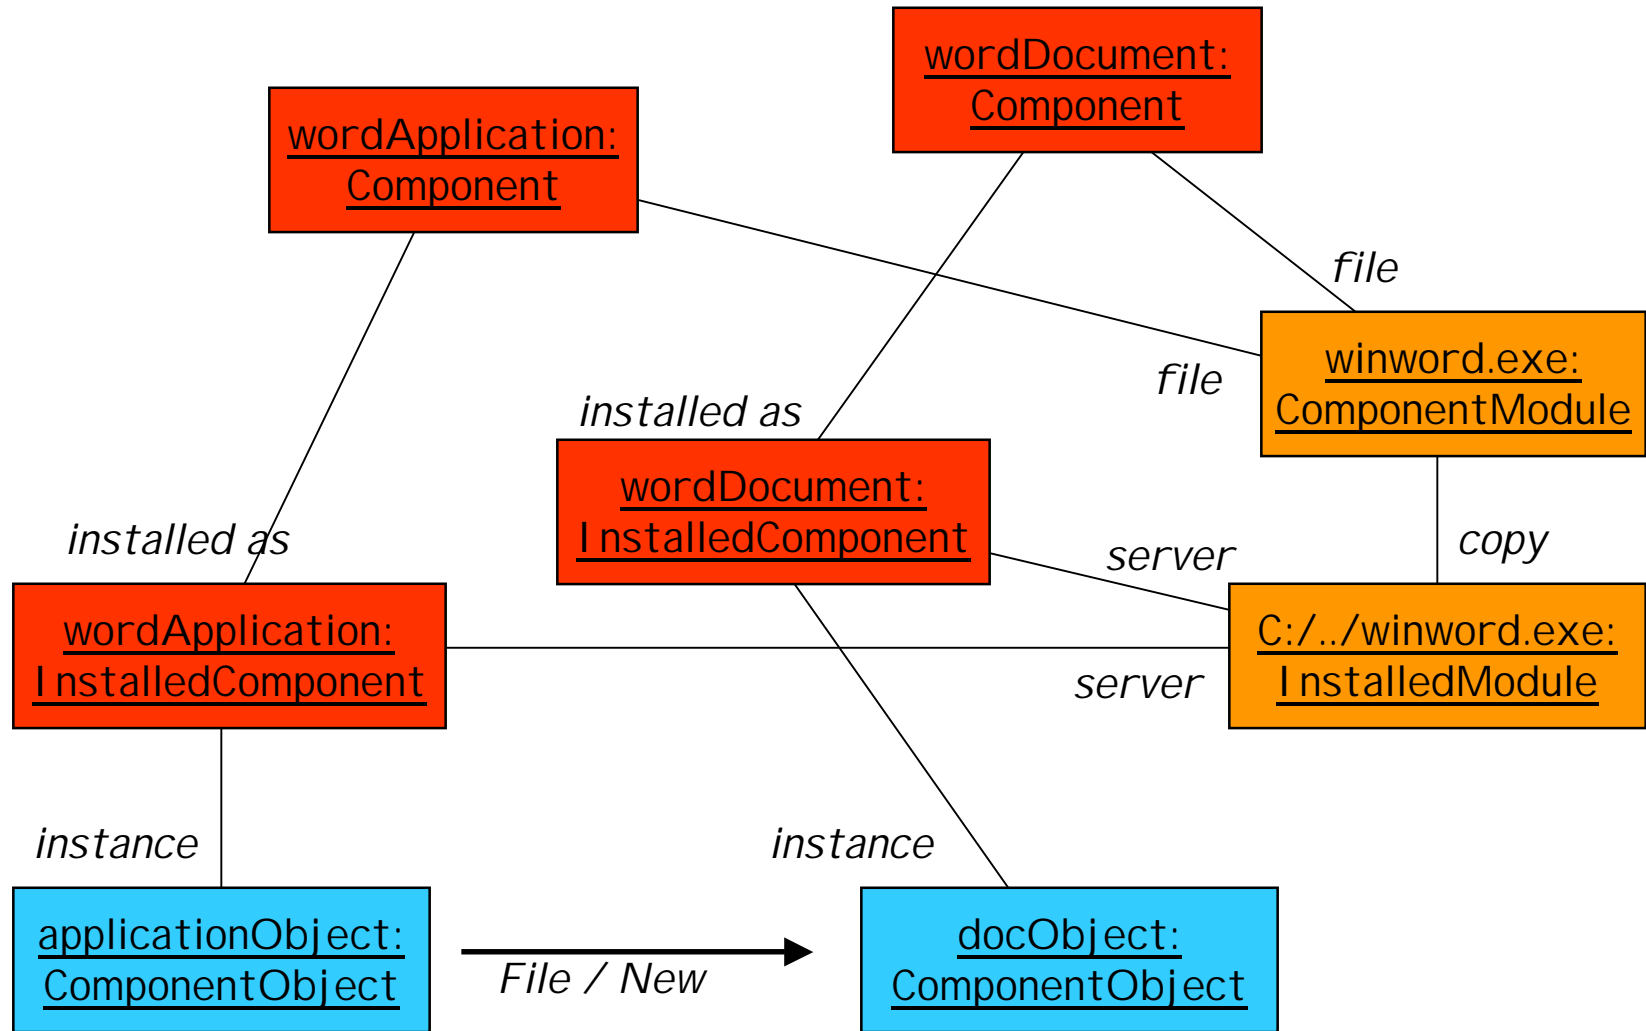 wordDocument:
Component
wordApplication:
Component
file
winword.exe:
ComponentModule
file
installed as
wordDocument:
InstalledComponent
installed as
server
copy
wordApplication:
InstalledComponent
C:/../winword.exe:
InstalledModule
server
instance
instance
applicationObject:
ComponentObject
File / New
docObject:
ComponentObject